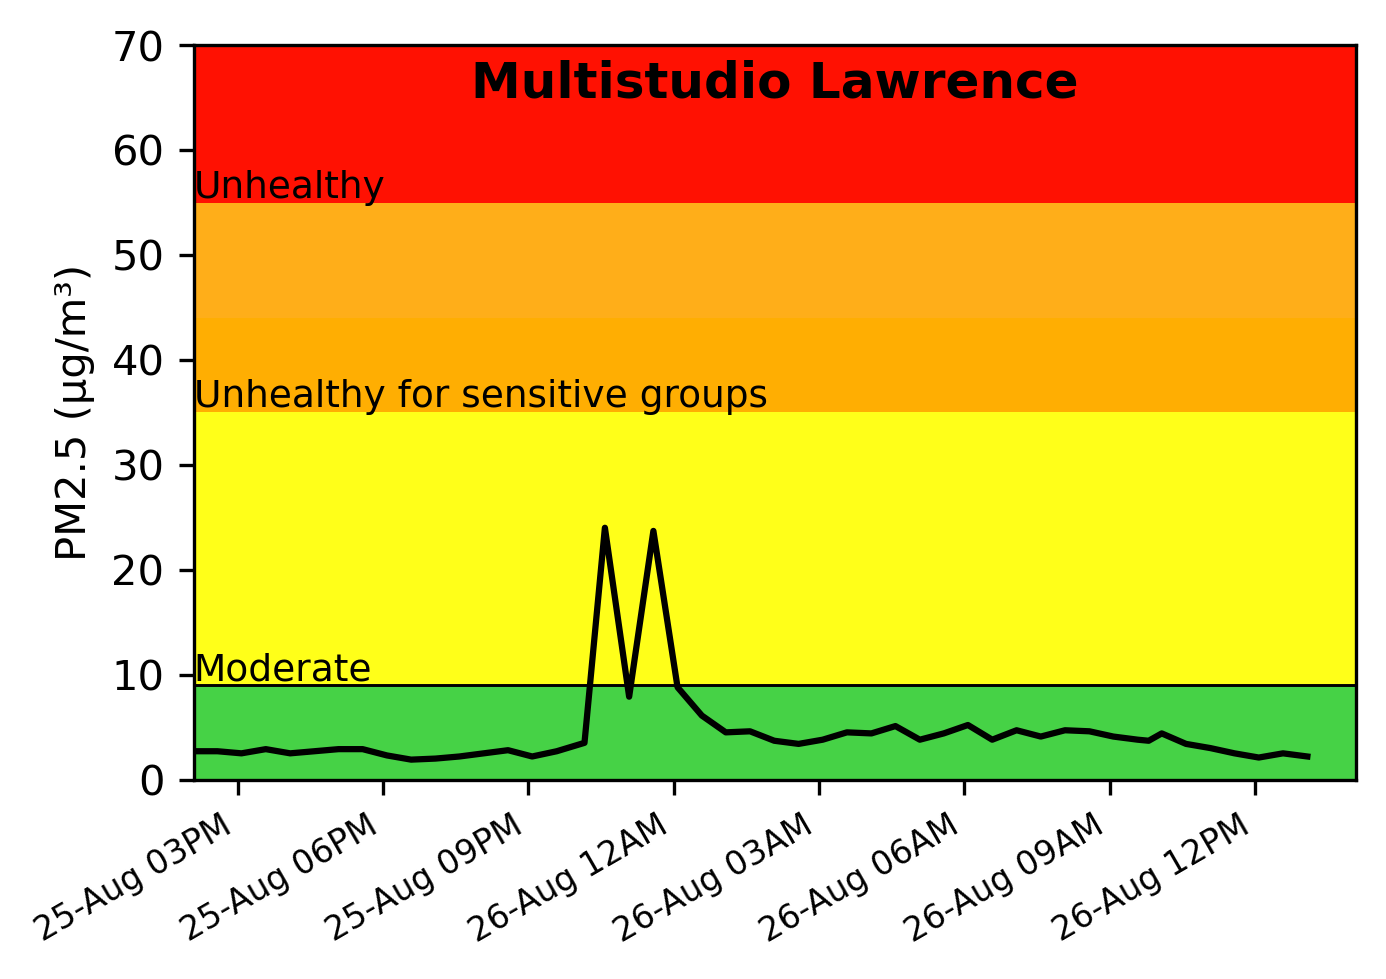 Multistudio Lawrence
PM2.5 (µg/m³)
70
60
50
40
30
20
10
0
Unhealthy
Unhealthy for sensitive groups
Moderate
25-Aug 03PM
25-Aug 06PM
25-Aug 09PM
26-Aug 12AM
26-Aug 03AM
26-Aug 06AM
26-Aug 09AM
26-Aug 12PM